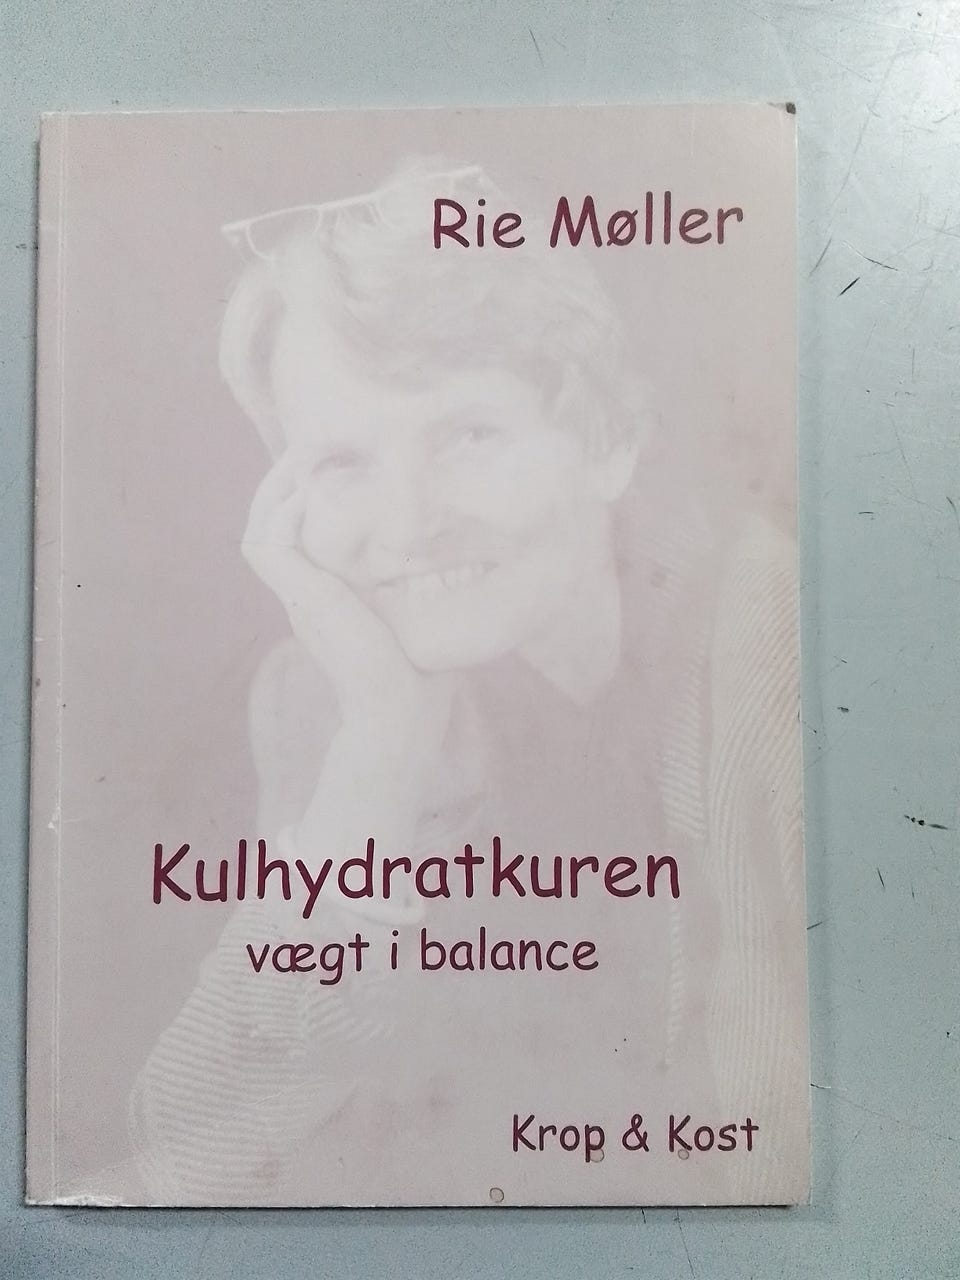 Rie Møller
Kulhydratkuren
vægt i balance
Krop & Kost